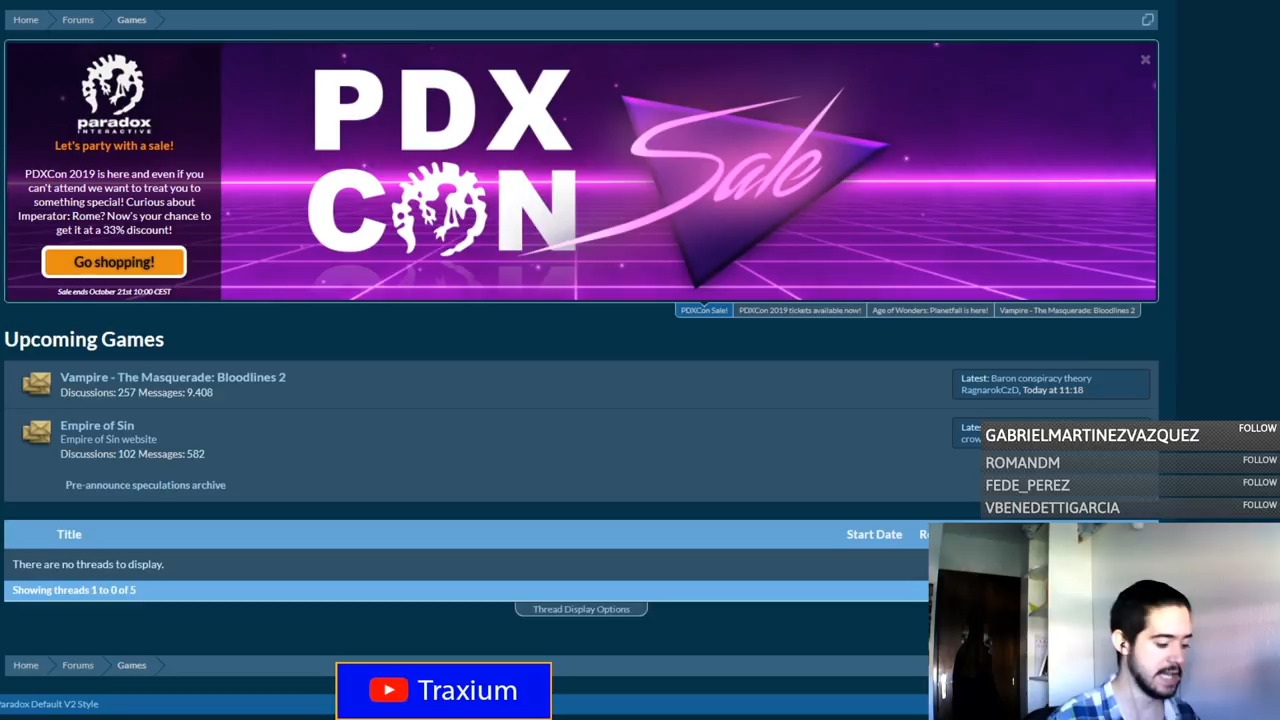 Home Forums Games
paradox
INTERACTIVE
Let's party with a sale!
PDXCon 2019 is here and even if you
can't attend we want to treat you to
something special! Curious about
Imperator: Rome? Now's your chance to
get it at a 33% discount!
Go shopping!
Sale ends October 21st 10:00 CEST
PDX
CON
Sale
PDXCon Sale! PDXCon 2019 tickets available now! Age of Wonders: Planetfall is here! Vampire - The Masquerade: Bloodlines 2
Upcoming Games
Vampire - The Masquerade: Bloodlines 2
Discussions: 257 Messages: 9.408
Latest: Baron conspiracy theory
RagnarokCzD, Today at 11:18
Empire of Sin
Empire of Sin website
Discussions: 102 Messages: 582
Pre-announce speculations archive
GABRIELMARTINEZVAZQUEZ FOLLOW
ROMANDM FOLLOW
FEDE_PEREZ FOLLOW
VBENEDETTIGARCIA FOLLOW
Title Start Date
There are no threads to display.
Showing threads 1 to 0 of 5
Thread Display Options
Home Forums Games
Traxium
Paradox Default V2 Style